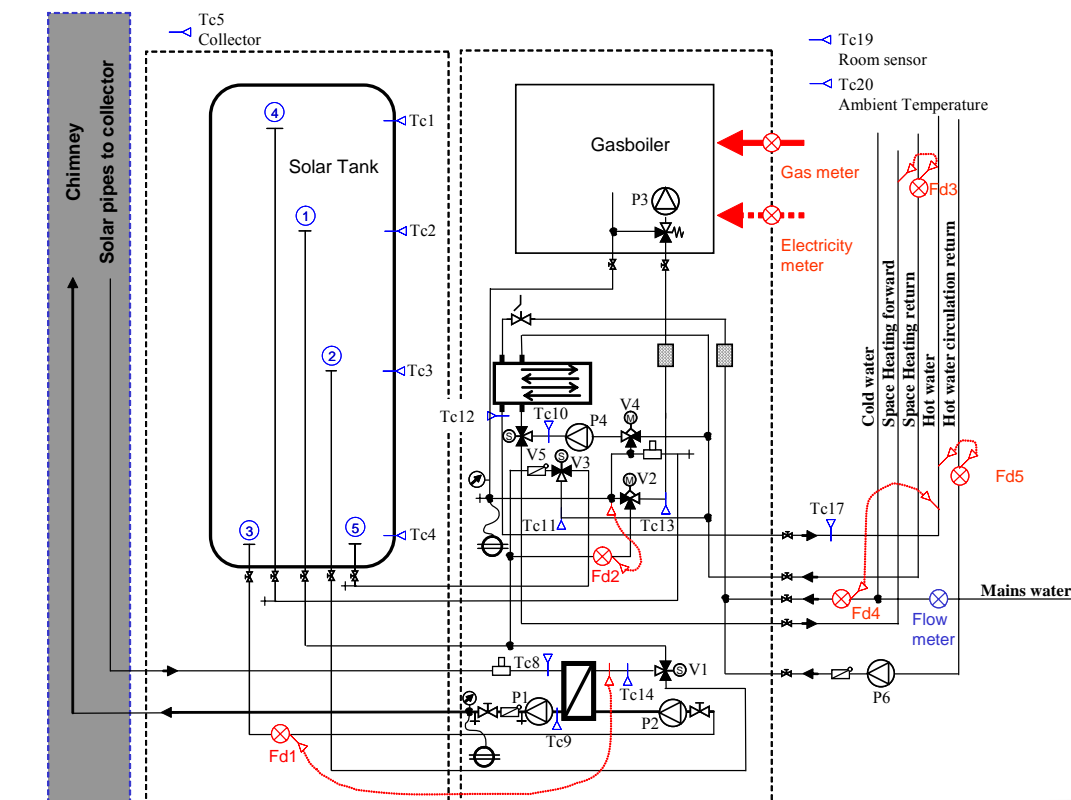 Tc5
Collector
Tc19
Room sensor
Tc20
Ambient Temperature
4
Tc1
Solar Tank
Gasboiler
Gas meter
Chimney
Solar pipes to collector
P3
Fd3
1
Tc2
Electricity
meter
Cold water
Space Heating forward
Space Heating return
Hot water
Hot water circulation return
2
Tc3
Tc12
Tc10
V4
M
P4
S
V5
S
V3
M
V2
Fd5
3
5
Tc4
Tc11
Tc13
Tc17
Fd2
Mains water
Fd4
Flow
meter
Tc8
S
V1
Tc14
P6
P1
P2
Tc9
Fd1